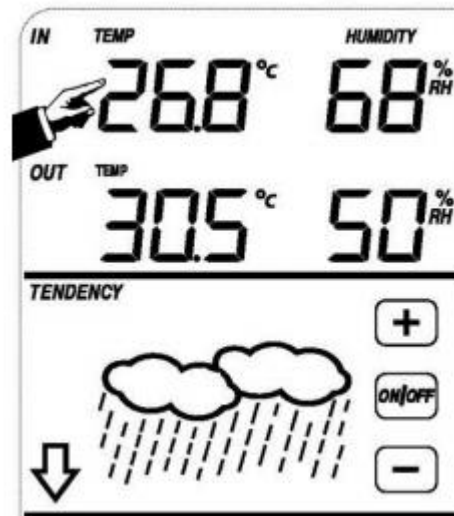 IN TEMP HUMIDITY
26.8 °C 68 % RH
OUT TEMP
30.5 °C 50 % RH
TENDENCY
+
ON/OFF
−